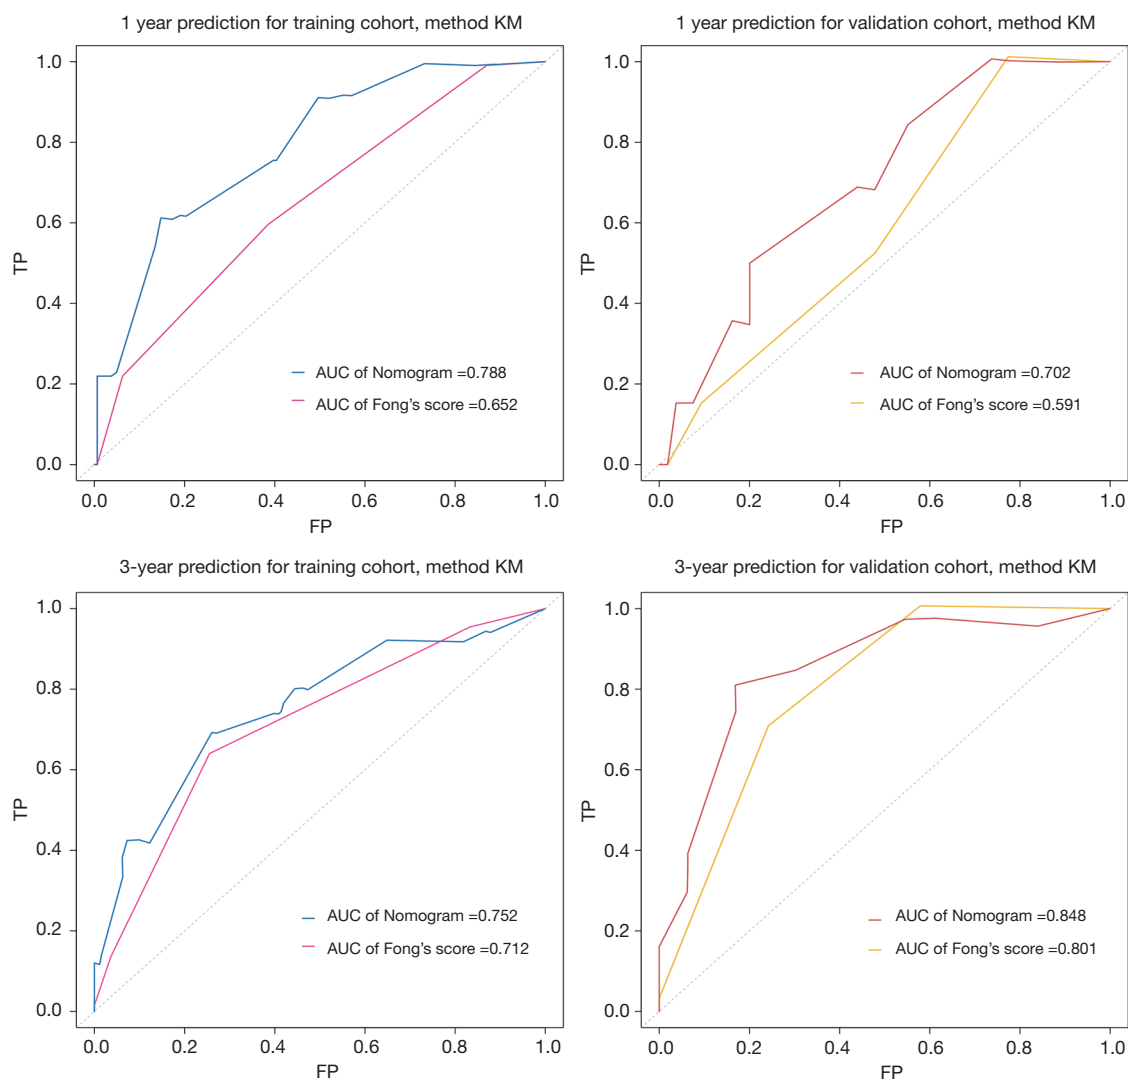 1 year prediction for training cohort, method KM
1.0
0.8
0.6
0.4
0.2
0.0
TP
AUC of Nomogram =0.788
AUC of Fong's score =0.652
0.0 0.2 0.4 0.6 0.8 1.0
FP
1 year prediction for validation cohort, method KM
1.0
0.8
0.6
0.4
0.2
0.0
TP
AUC of Nomogram =0.702
AUC of Fong's score =0.591
0.0 0.2 0.4 0.6 0.8 1.0
FP
3-year prediction for training cohort, method KM
1.0
0.8
0.6
0.4
0.2
0.0
TP
AUC of Nomogram =0.752
AUC of Fong's score =0.712
0.0 0.2 0.4 0.6 0.8 1.0
FP
3-year prediction for validation cohort, method KM
1.0
0.8
0.6
0.4
0.2
0.0
TP
AUC of Nomogram =0.848
AUC of Fong's score =0.801
0.0 0.2 0.4 0.6 0.8 1.0
FP